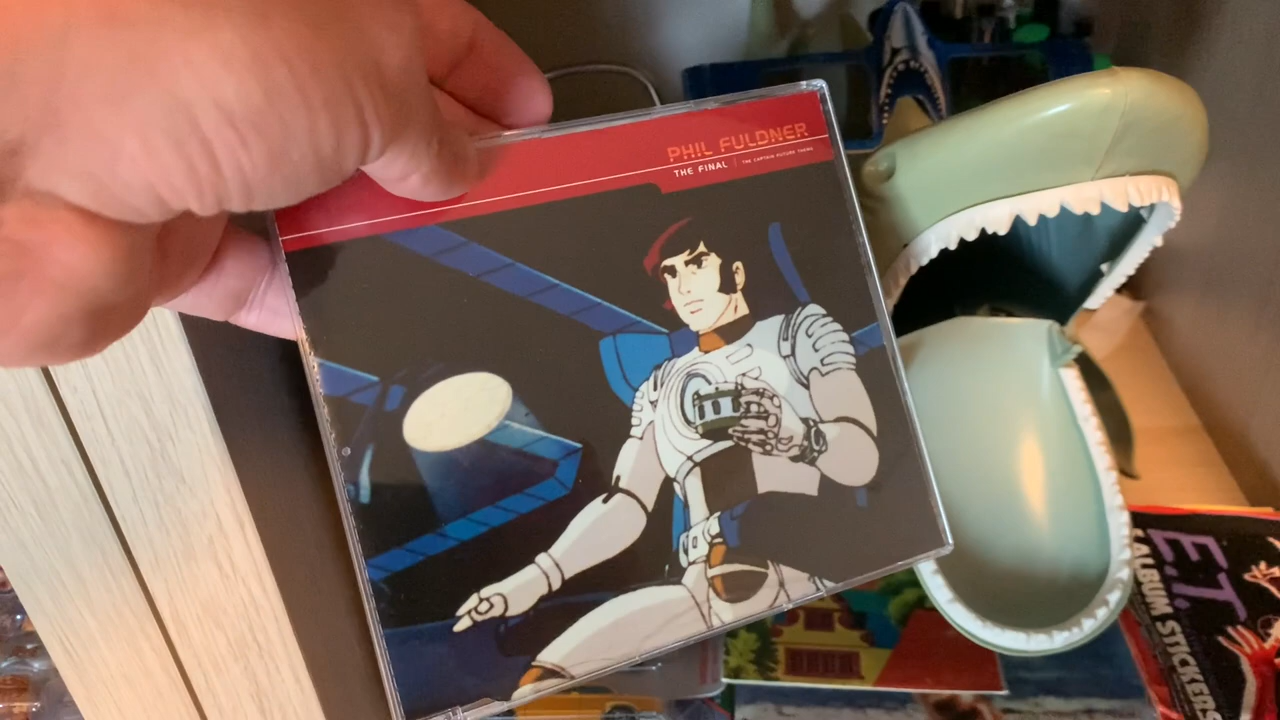 PHIL FULDNER
THE FINAL | THE CAPTAIN FUTURE THEME
E.T.
ALBUM STICKERS